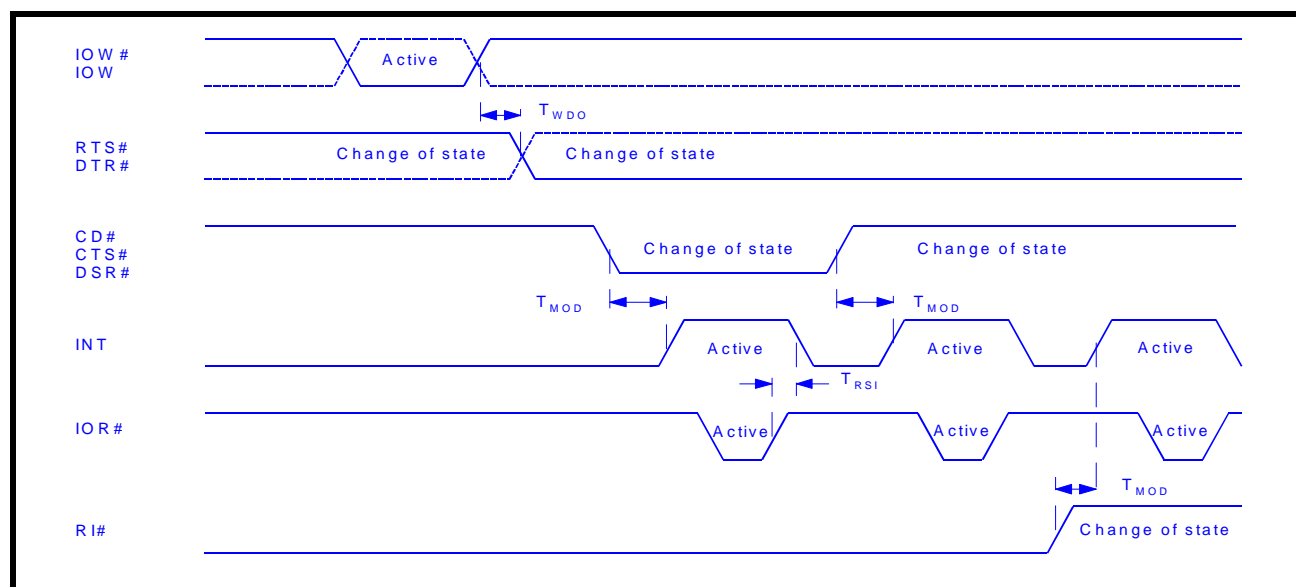 IOW#
IOW
Active
TWDO
RTS#
DTR#
Change of state
Change of state
CD#
CTS#
DSR#
Change of state
Change of state
TMOD
TMOD
INT
Active
Active
Active
TRSI
IOR#
Active
Active
Active
TMOD
RI#
Change of state